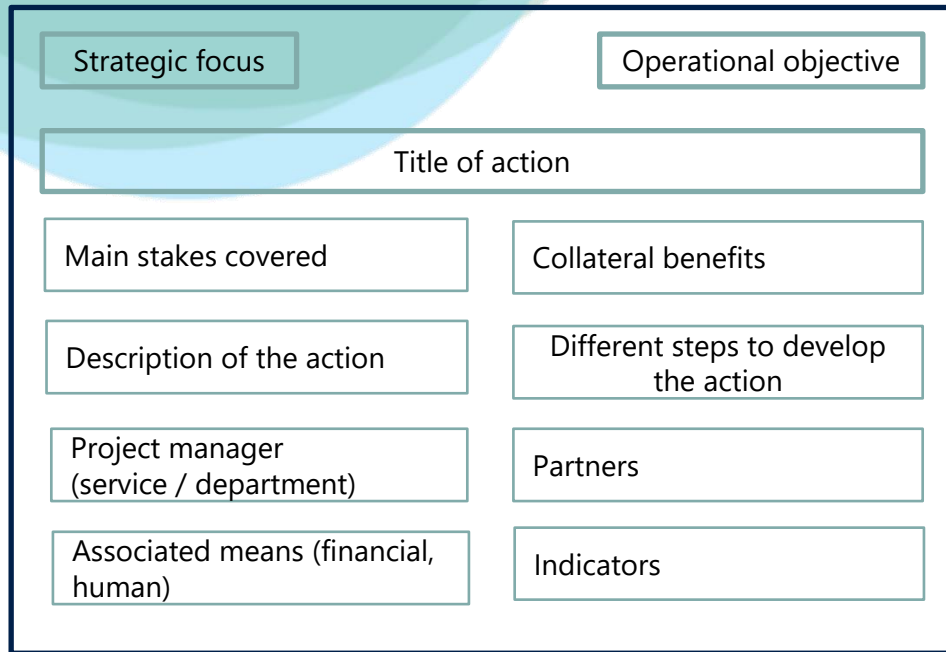 Strategic focus
Operational objective
Title of action
Main stakes covered
Collateral benefits
Description of the action
Different steps to develop
the action
Project manager
(service / department)
Partners
Associated means (financial,
human)
Indicators